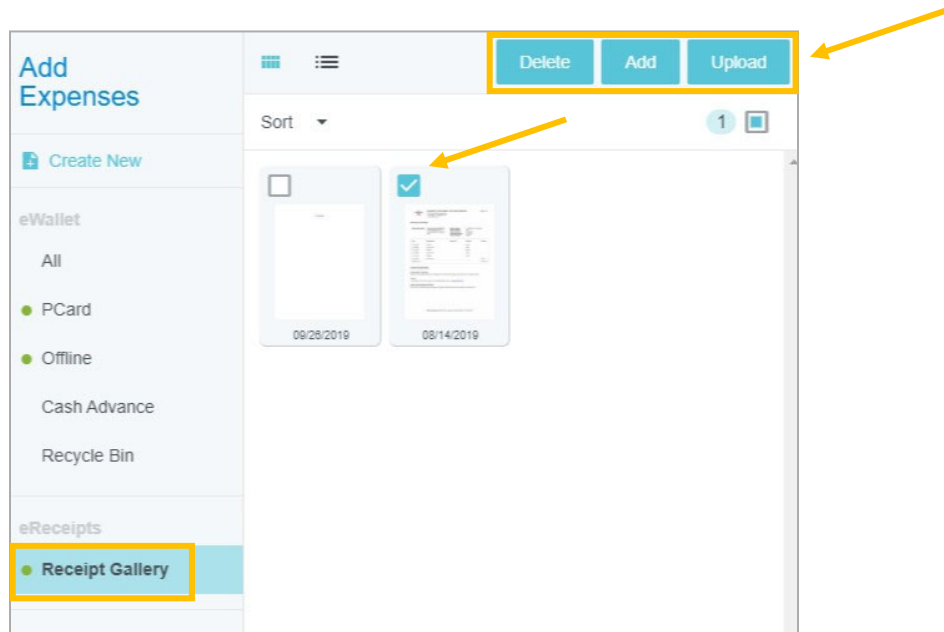 Add
Expenses
Create New
eWallet
All
PCard
Offline
Cash Advance
Recycle Bin
eReceipts
Receipt Gallery
Delete Add Upload
Sort 1
09/26/2019 08/14/2019